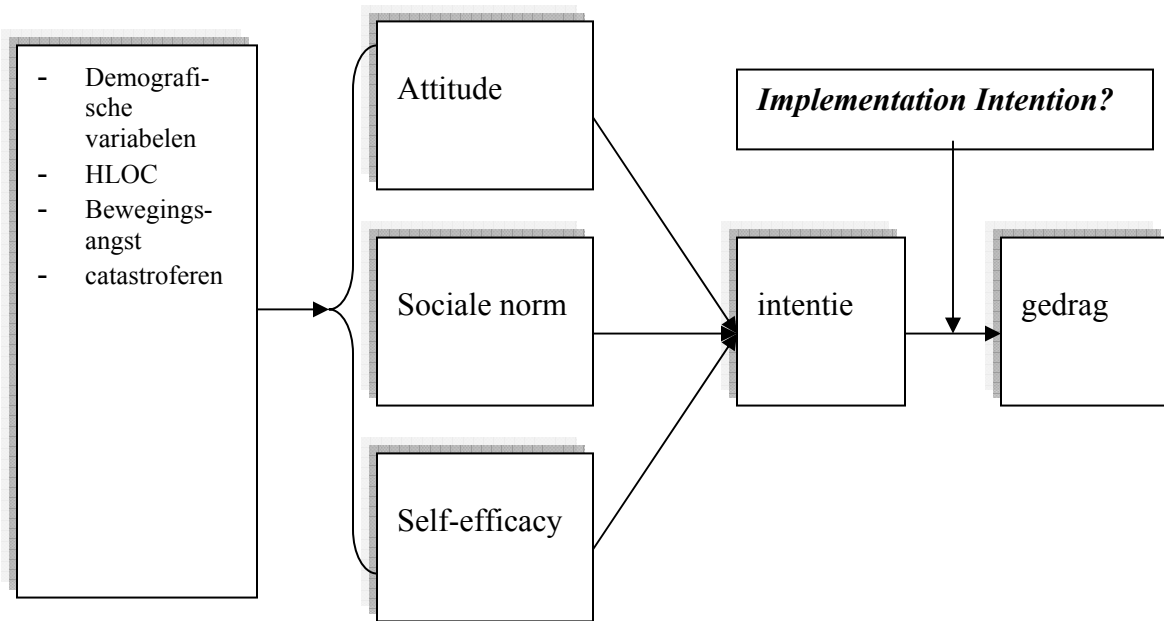 - Demografi-
sche
variabelen
- HLOC
- Bewegings-
angst
- catastroferen
Attitude
Sociale norm
Self-efficacy
Implementation Intention?
intentie
gedrag